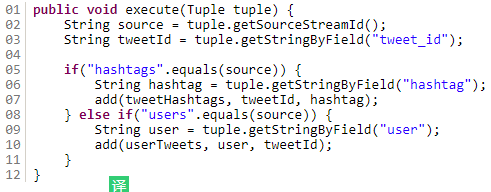 01 public void execute(Tuple tuple) {
02     String source = tuple.getSourceStreamId();
03     String tweetId = tuple.getStringByField("tweet_id");
04
05     if("hashtags".equals(source)) {
06         String hashtag = tuple.getStringByField("hashtag");
07         add(tweetHashtags, tweetId, hashtag);
08     } else if("users".equals(source)) {
09         String user = tuple.getStringByField("user");
10         add(userTweets, user, tweetId);
11     }
12 }
译